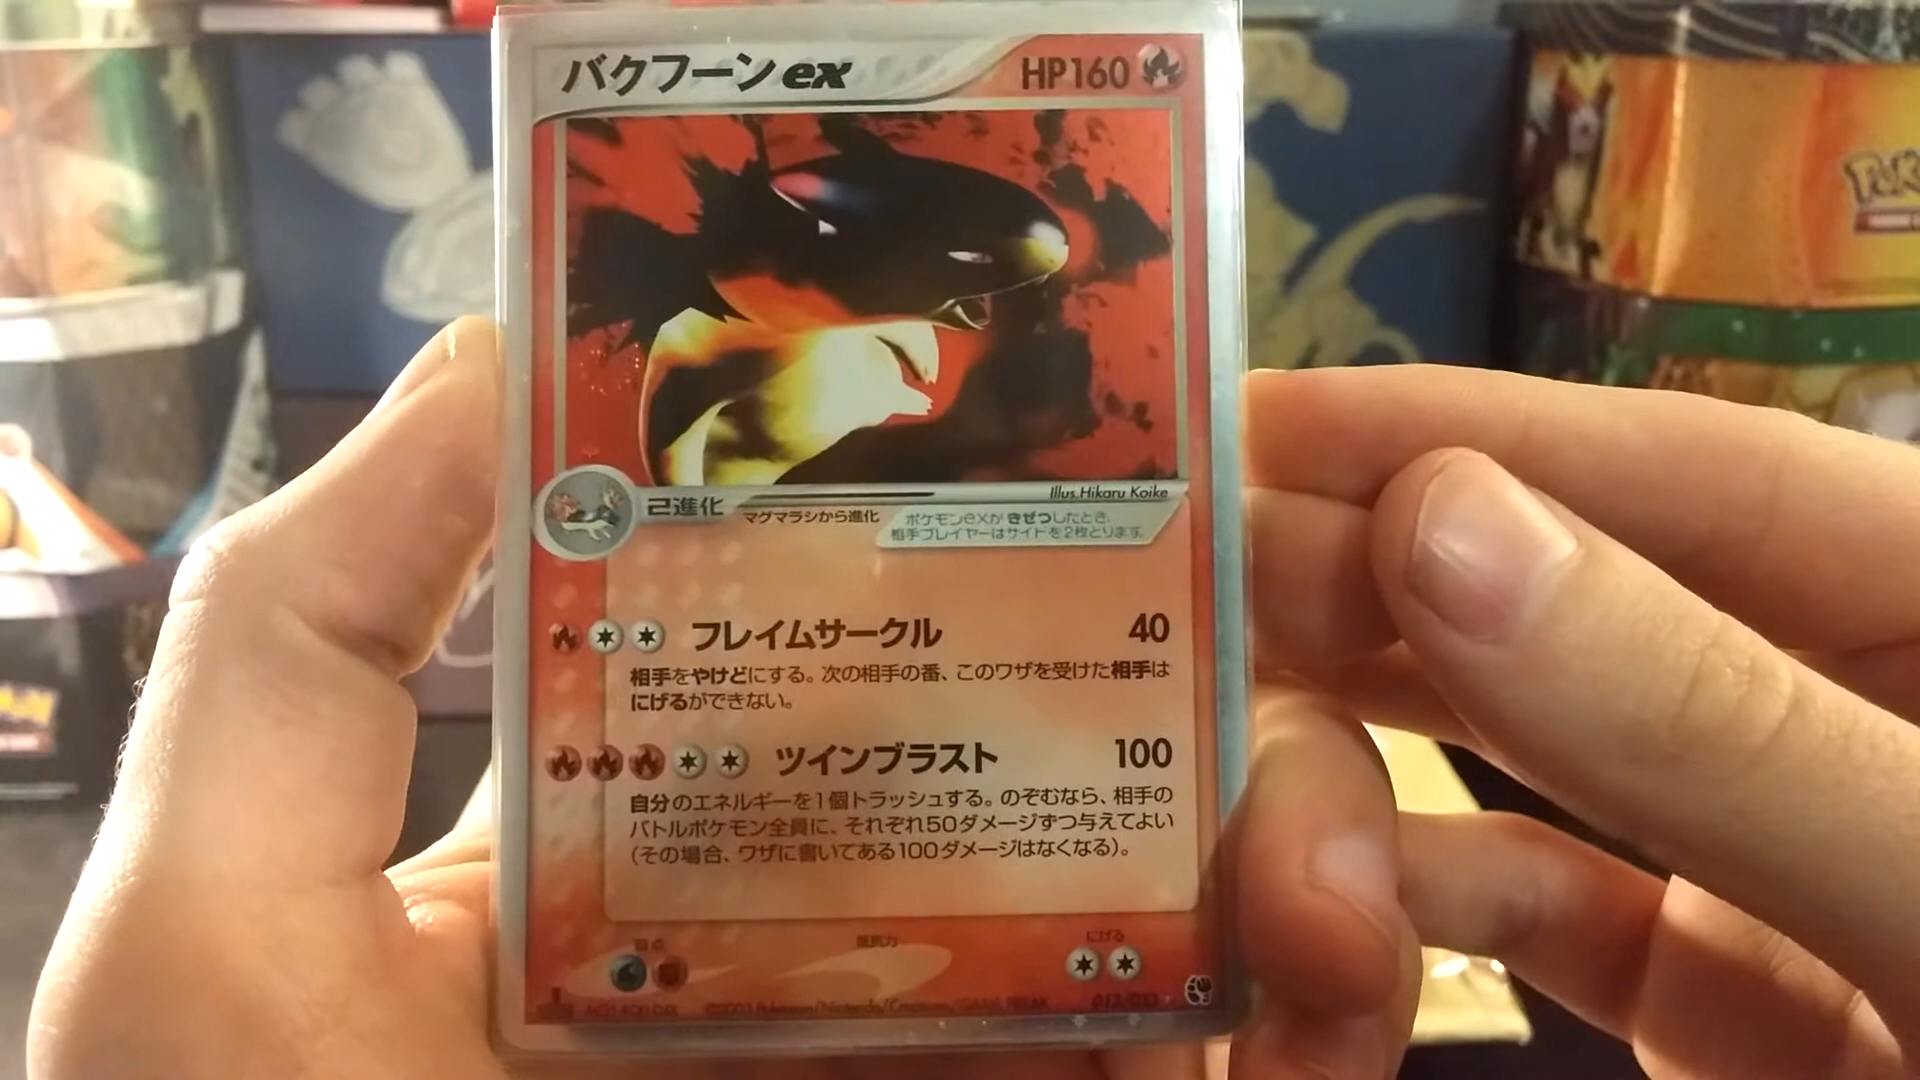 バクフーンex HP160
Illus. Hikaru Koike
己進化 マグマラシから進化
ポケモンexがきぜつしたとき、
相手プレイヤーはサイドを2枚とります。
フレイムサークル 40
相手をやけどにする。次の相手の番、このワザを受けた相手は
にげるができない。
ツインブラスト 100
自分のエネルギーを1個トラッシュする。のぞむなら、相手の
バトルポケモン全員に、それぞれ50ダメージずつ与えてよい
(その場合、ワザに書いてある100ダメージはなくなる)。
弱点 抵抗力 にげる
©2003 Pokémon/Nintendo/Creatures/GAME FREAK